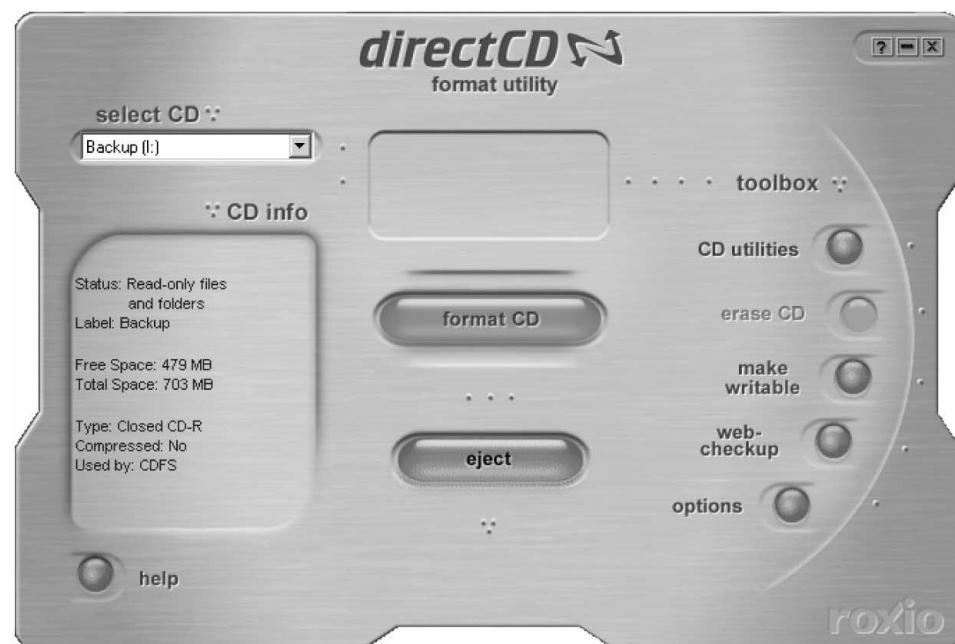 directCD
format utility
? - X
select CD
Backup (I:)
CD info
Status: Read-only files
and folders
Label: Backup
Free Space: 479 MB
Total Space: 703 MB
Type: Closed CD-R
Compressed: No
Used by: CDFS
help
format CD
eject
toolbox
CD utilities
erase CD
make
writable
web-
checkup
options
roxio